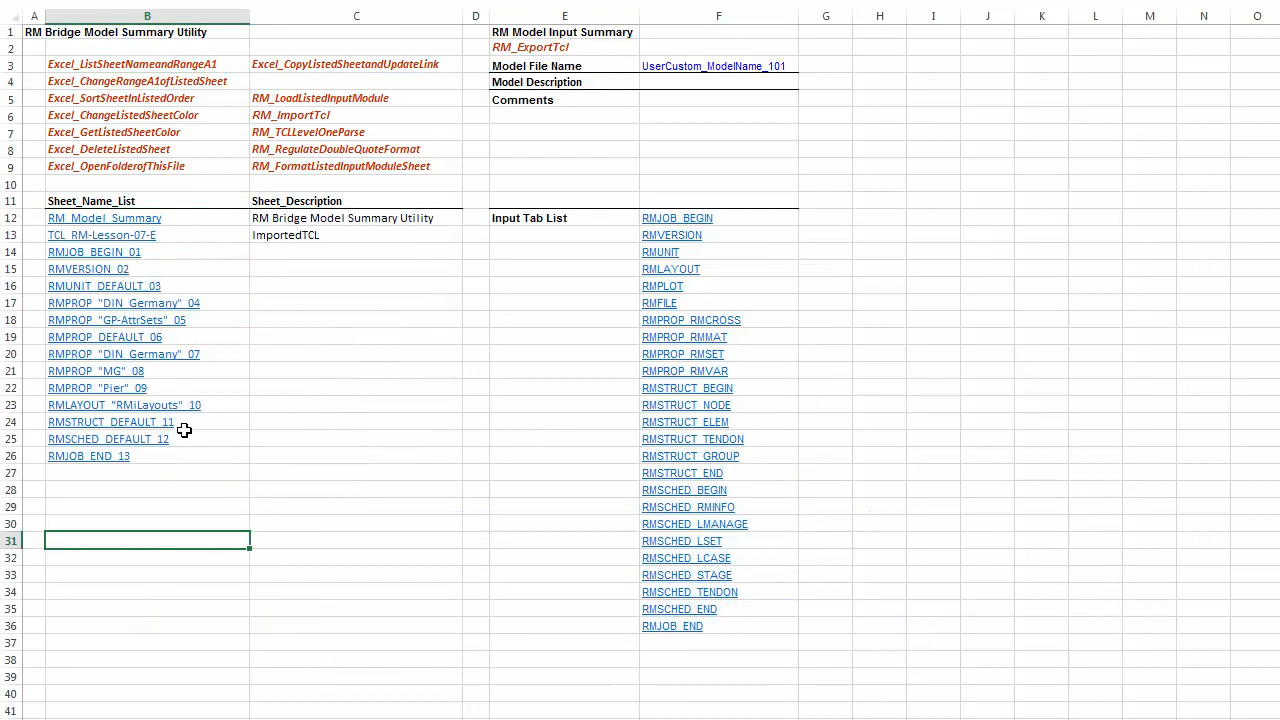 A B C D E F G H I J K L M N O
1 RM Bridge Model Summary Utility RM Model Input Summary
2 RM_ExportTcl
3 Excel_ListSheetNameandRangeA1 Excel_CopyListedSheetandUpdateLink Model File Name UserCustom_ModelName_101
4 Excel_ChangeRangeA1ofListedSheet Model Description
5 Excel_SortSheetInListedOrder RM_LoadListedInputModule Comments
6 Excel_ChangeListedSheetColor RM_ImportTcl
7 Excel_GetListedSheetColor RM_TCLLevelOneParse
8 Excel_DeleteListedSheet RM_RegulateDoubleQuoteFormat
9 Excel_OpenFolderofThisFile RM_FormatListedInputModuleSheet
10
11 Sheet_Name_List Sheet_Description
12 RM_Model_Summary RM Bridge Model Summary Utility Input Tab List RMJOB_BEGIN
13 TCL_RM-Lesson-07-E ImportedTCL RMVERSION
14 RMJOB_BEGIN_01 RMUNIT
15 RMVERSION_02 RMLAYOUT
16 RMUNIT_DEFAULT_03 RMPLOT
17 RMPROP_"DIN_Germany"_04 RMFILE
18 RMPROP_"GP-AttrSets"_05 RMPROP_RMCROSS
19 RMPROP_DEFAULT_06 RMPROP_RMMAT
20 RMPROP_"DIN_Germany"_07 RMPROP_RMSET
21 RMPROP_"MG"_08 RMPROP_RMVAR
22 RMPROP_"Pier"_09 RMSTRUCT_BEGIN
23 RMLAYOUT_"RMiLayouts"_10 RMSTRUCT_NODE
24 RMSTRUCT_DEFAULT_11 RMSTRUCT_ELEM
25 RMSCHED_DEFAULT_12 RMSTRUCT_TENDON
26 RMJOB_END_13 RMSTRUCT_GROUP
27 RMSTRUCT_END
28 RMSCHED_BEGIN
29 RMSCHED_RMINFO
30 RMSCHED_LMANAGE
31 RMSCHED_LSET
32 RMSCHED_LCASE
33 RMSCHED_STAGE
34 RMSCHED_TENDON
35 RMSCHED_END
36 RMJOB_END
37
38
39
40
41